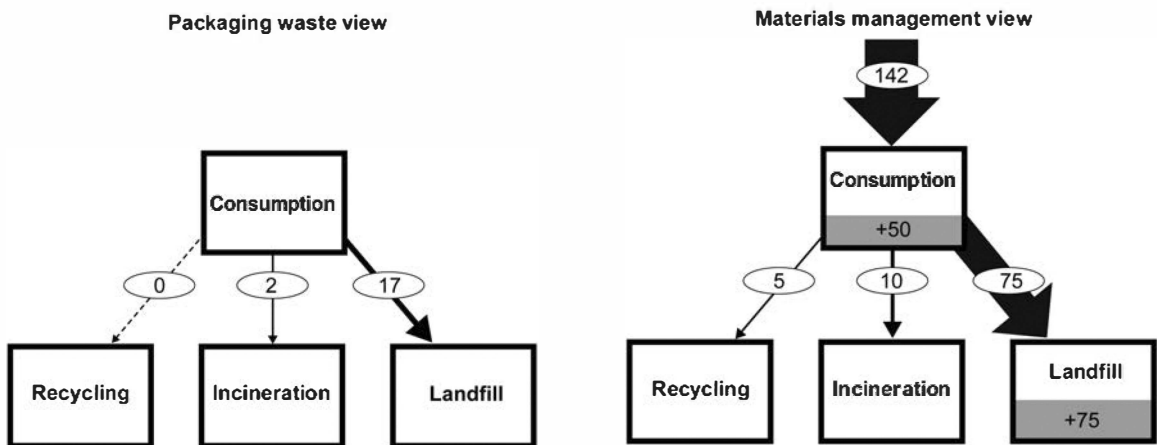 Packaging waste view
Consumption
0
2
17
Recycling
Incineration
Landfill
Materials management view
142
Consumption
+50
5
10
75
Recycling
Incineration
Landfill
+75